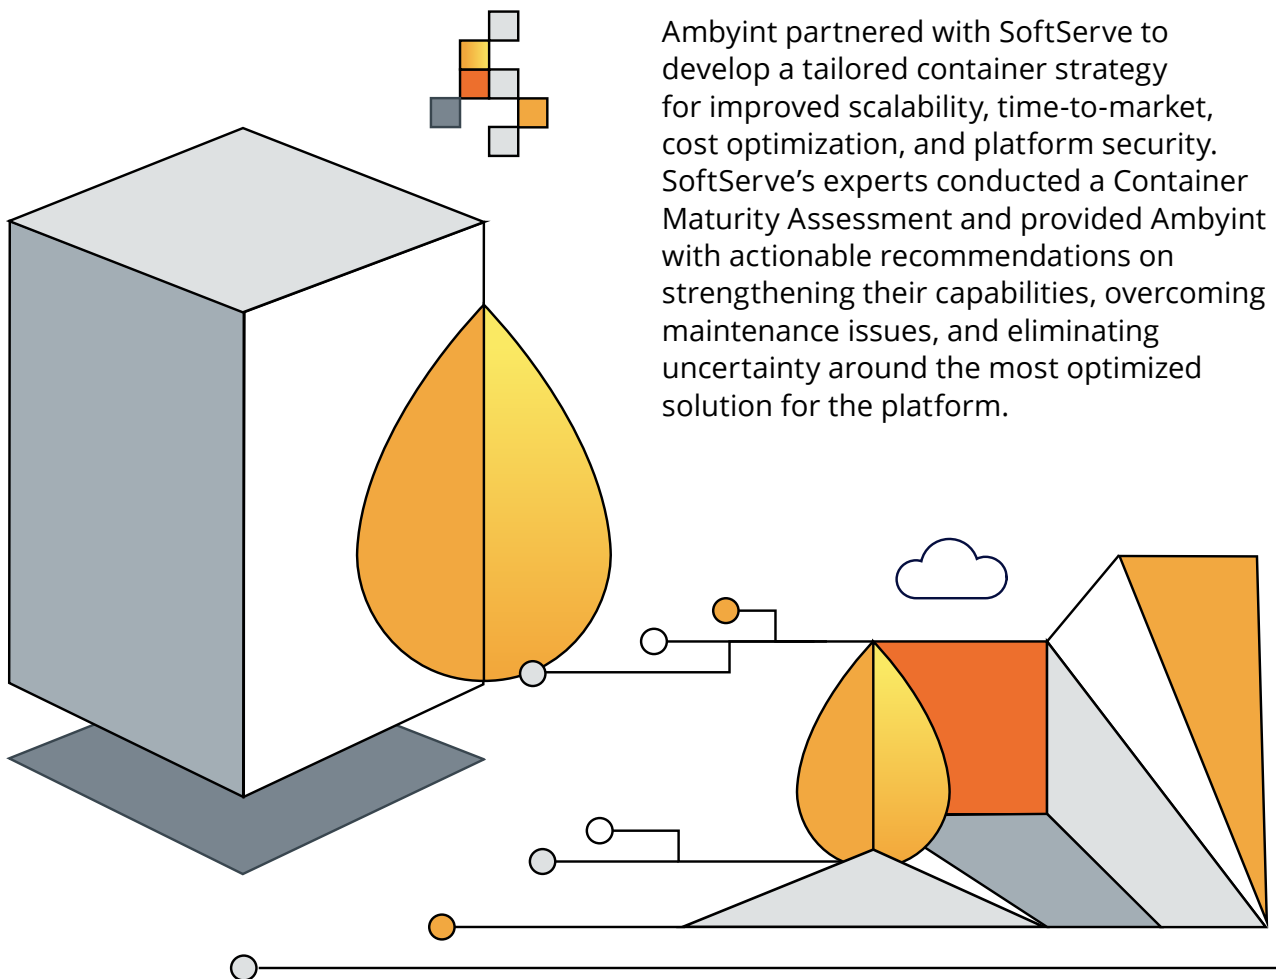 Ambyint partnered with SoftServe to
develop a tailored container strategy
for improved scalability, time-to-market,
cost optimization, and platform security.
SoftServe’s experts conducted a Container
Maturity Assessment and provided Ambyint
with actionable recommendations on
strengthening their capabilities, overcoming
maintenance issues, and eliminating
uncertainty around the most optimized
solution for the platform.